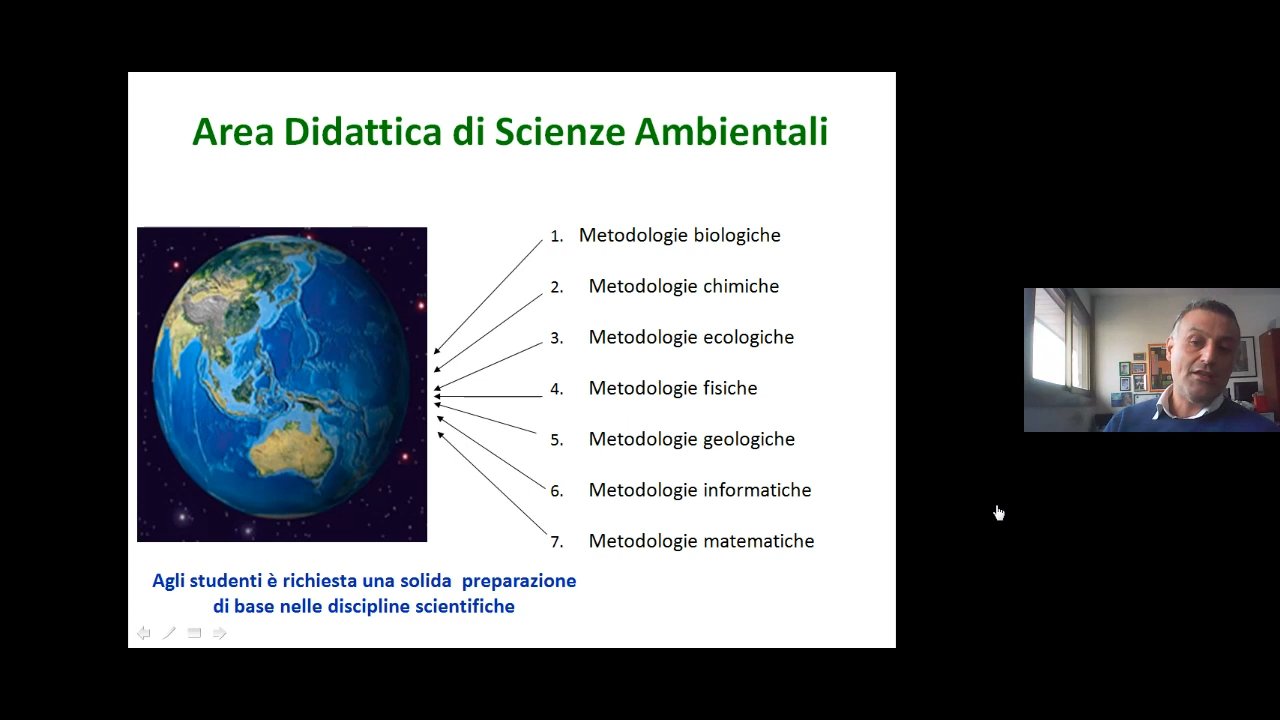 Area Didattica di Scienze Ambientali
1. Metodologie biologiche
2. Metodologie chimiche
3. Metodologie ecologiche
4. Metodologie fisiche
5. Metodologie geologiche
6. Metodologie informatiche
7. Metodologie matematiche
Agli studenti è richiesta una solida preparazione
di base nelle discipline scientifiche